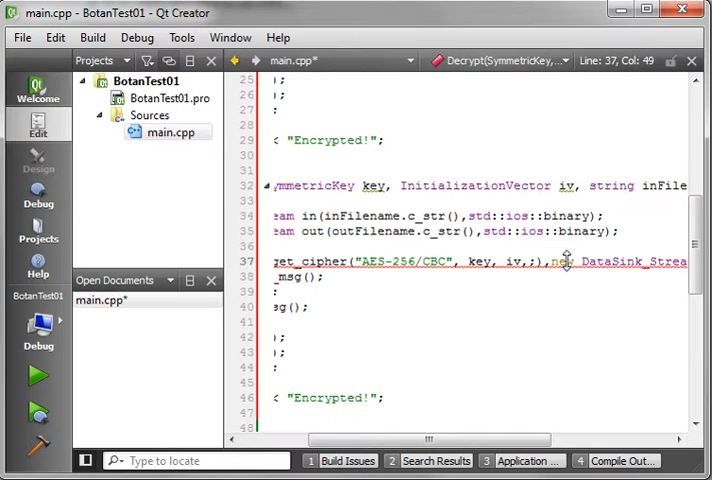 main.cpp - BotanTest01 - Qt Creator
File Edit Build Debug Tools Window Help
Projects main.cpp* Decrypt(SymmetricKey,... Line: 37, Col: 49
Welcome
Edit
Design
Debug
Projects
Help
BotanTest01
Debug
BotanTest01
BotanTest01.pro
Sources
main.cpp
Open Documents
main.cpp*
25 );
26 );
27 ;
28
29 < "Encrypted!";
30
31
32 ymmetricKey key, InitializationVector iv, string inFile
33
34 eam in(inFilename.c_str(),std::ios::binary);
35 eam out(outFilename.c_str(),std::ios::binary);
36
37 get_cipher("AES-256/CBC", key, iv,;),new DataSink_Strea
38 _msg();
39 ;
40 sg();
41
42 );
43 );
44 ;
45
46 < "Encrypted!";
47
48
Type to locate 1 Build Issues 2 Search Results 3 Application ... 4 Compile Out...